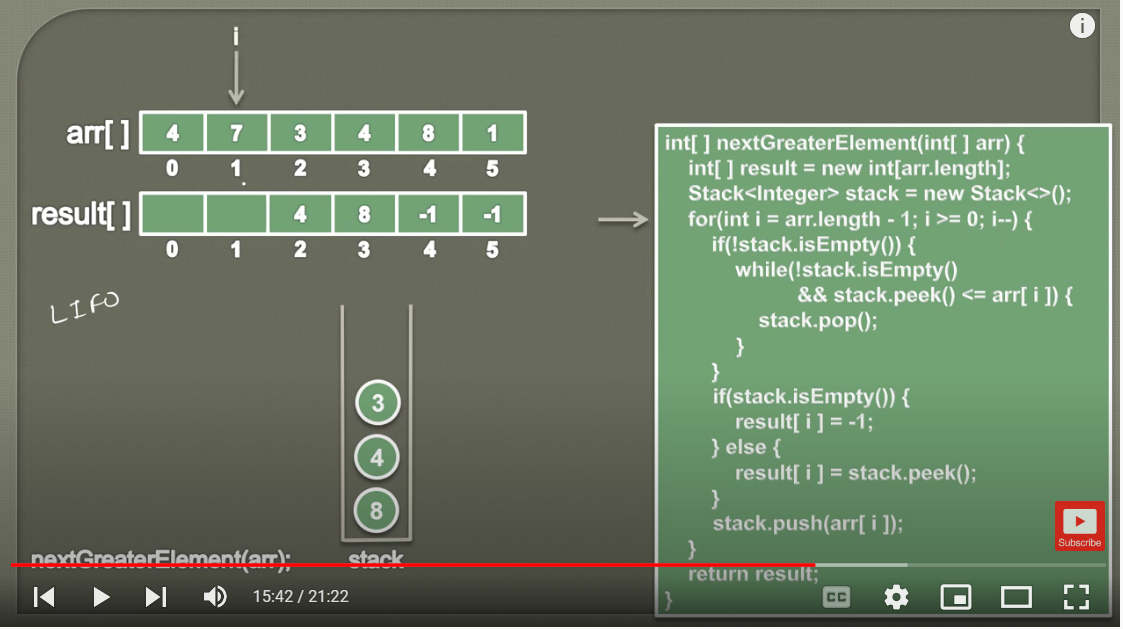 i
arr[ ] 4 7 3 4 8 1
0 1 2 3 4 5
result[ ] 4 8 -1 -1
0 1 2 3 4 5
LIFO
3
4
8
nextGreaterElement(arr); stack
int[ ] nextGreaterElement(int[ ] arr) {
int[ ] result = new int[arr.length];
Stack<Integer> stack = new Stack<>();
for(int i = arr.length - 1; i >= 0; i--) {
if(!stack.isEmpty()) {
while(!stack.isEmpty()
&& stack.peek() <= arr[ i ]) {
stack.pop();
}
}
if(stack.isEmpty()) {
result[ i ] = -1;
} else {
result[ i ] = stack.peek();
}
stack.push(arr[ i ]);
}
return result;
}
i
Subscribe
15:42 / 21:22
CC